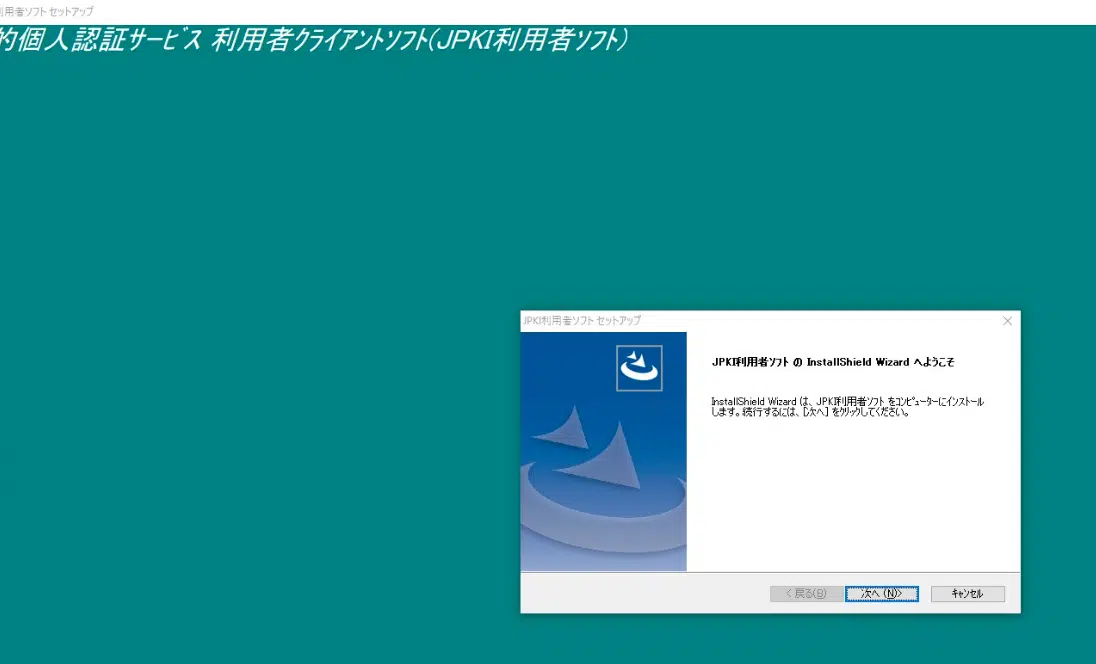 利用者ソフト セットアップ
的個人認証サービス 利用者クライアントソフト(JPKI利用者ソフト)
JPKI利用者ソフト セットアップ
JPKI利用者ソフト の InstallShield Wizard へようこそ
InstallShield Wizard は、JPKI利用者ソフト をコンピューターにインストール
します。続行するには、[次へ] をクリックしてください。
< 戻る(B)
次へ (N)>
キャンセル